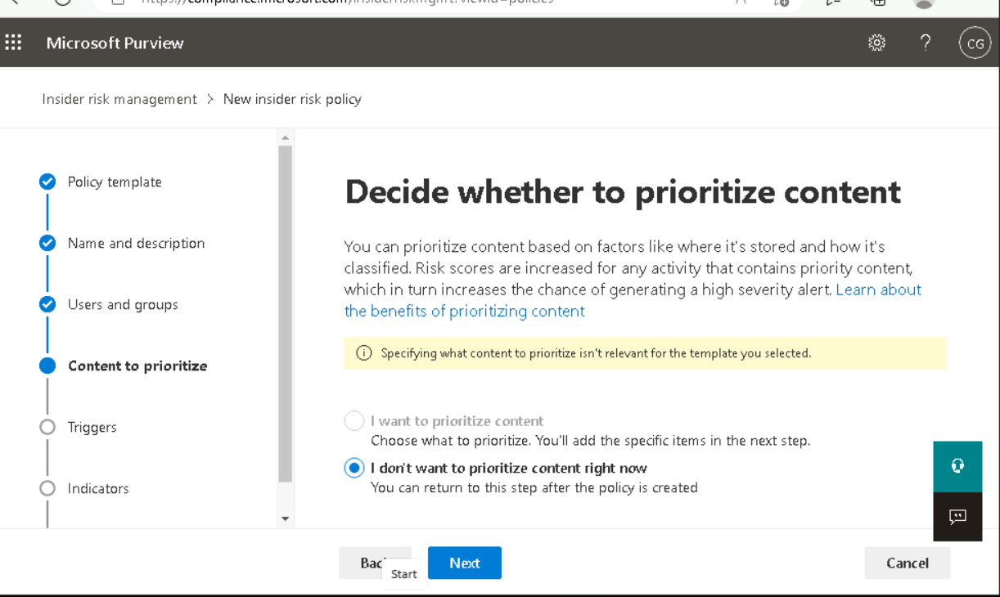 https://compliance.microsoft.com/insiderriskmgmt?viewid=policies
Microsoft Purview
?
CG
Insider risk management > New insider risk policy
Policy template
Name and description
Users and groups
Content to prioritize
Triggers
Indicators
Decide whether to prioritize content
You can prioritize content based on factors like where it's stored and how it's
classified. Risk scores are increased for any activity that contains priority content,
which in turn increases the chance of generating a high severity alert. Learn about
the benefits of prioritizing content
Specifying what content to prioritize isn't relevant for the template you selected.
I want to prioritize content
Choose what to prioritize. You'll add the specific items in the next step.
I don't want to prioritize content right now
You can return to this step after the policy is created
Start
Next
Cancel